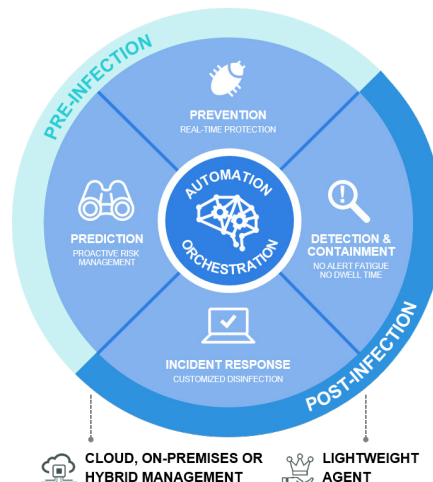 PRE-INFECTION
PREVENTION
REAL-TIME PROTECTION
AUTOMATION
ORCHESTRATION
PREDICTION
PROACTIVE RISK
MANAGEMENT
DETECTION &
CONTAINMENT
NO ALERT FATIGUE
NO DWELL TIME
INCIDENT RESPONSE
CUSTOMIZED DISINFECTION
POST-INFECTION
CLOUD, ON-PREMISES OR
HYBRID MANAGEMENT
LIGHTWEIGHT
AGENT